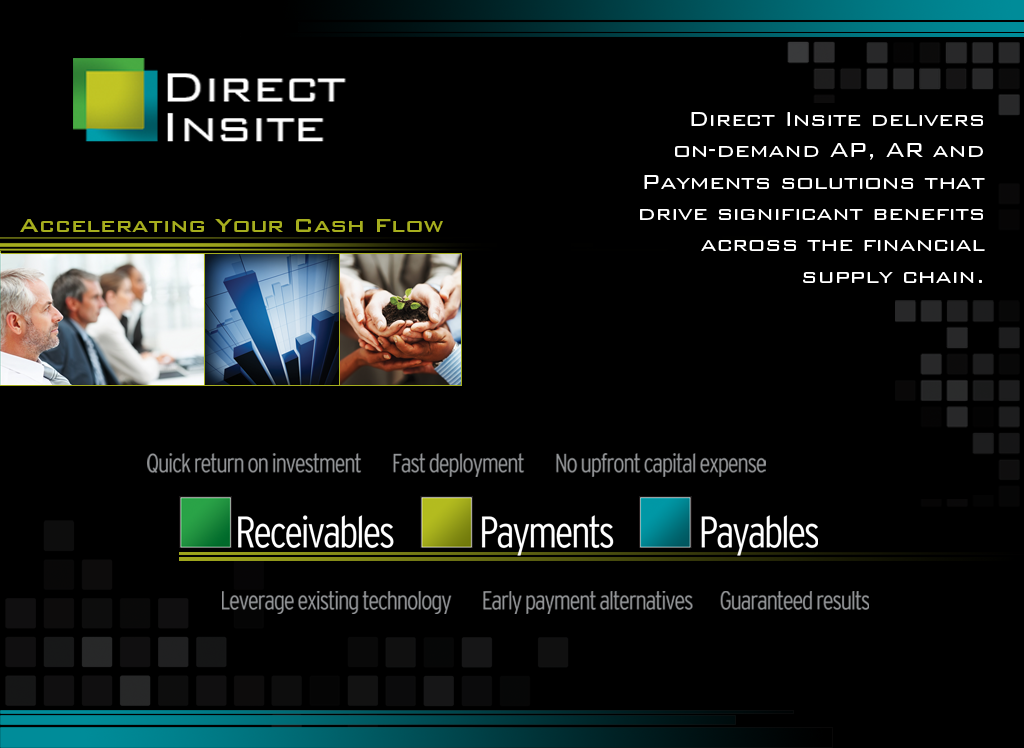 Direct
Insite
Direct Insite delivers
on-demand AP, AR and
Payments solutions that
drive significant benefits
across the financial
supply chain.
Accelerating Your Cash Flow
Quick return on investment Fast deployment No upfront capital expense
Receivables Payments Payables
Leverage existing technology Early payment alternatives Guaranteed results